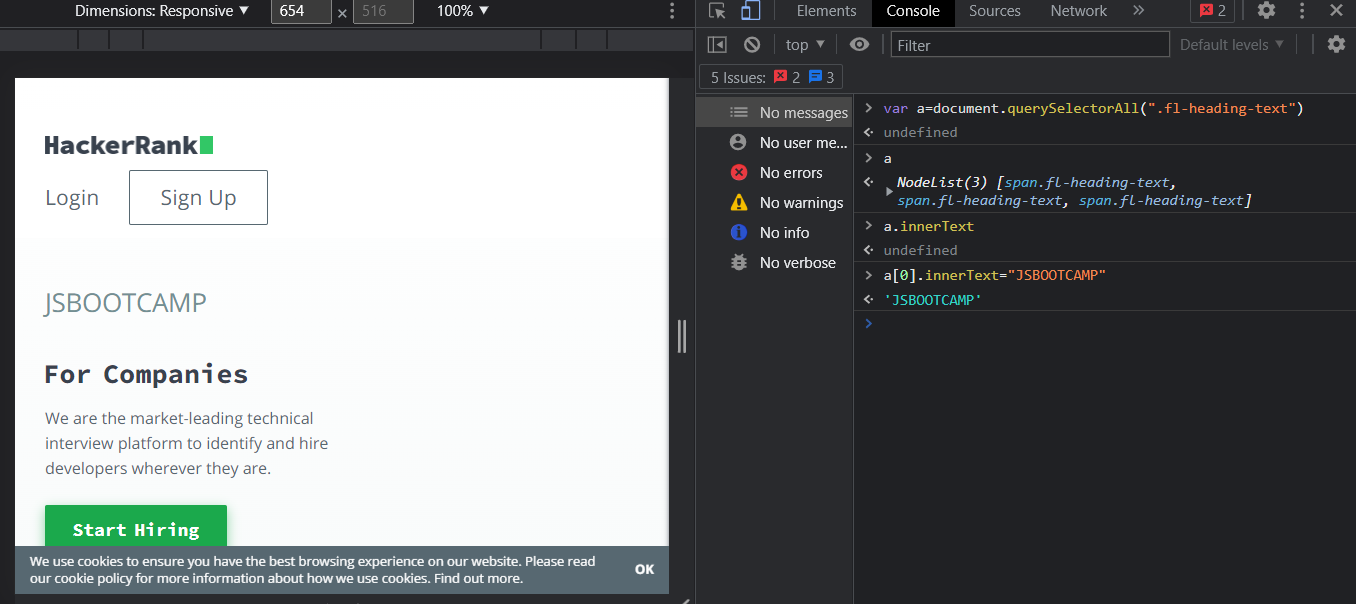 Dimensions: Responsive ▼ 654 × 516 100% ▼
Elements Console Sources Network » 2
top ▼ Filter Default levels ▼
5 Issues: 2 3
HackerRank
Login Sign Up
JSBOOTCAMP
For Companies
We are the market-leading technical
interview platform to identify and hire
developers wherever they are.
Start Hiring
We use cookies to ensure you have the best browsing experience on our website. Please read
our cookie policy for more information about how we use cookies. Find out more.
OK
No messages
No user me...
No errors
No warnings
No info
No verbose
> var a=document.querySelectorAll(".fl-heading-text")
undefined
> a
NodeList(3) [span.fl-heading-text,
span.fl-heading-text, span.fl-heading-text]
> a.innerText
undefined
> a[0].innerText="JSBOOTCAMP"
'JSBOOTCAMP'
>